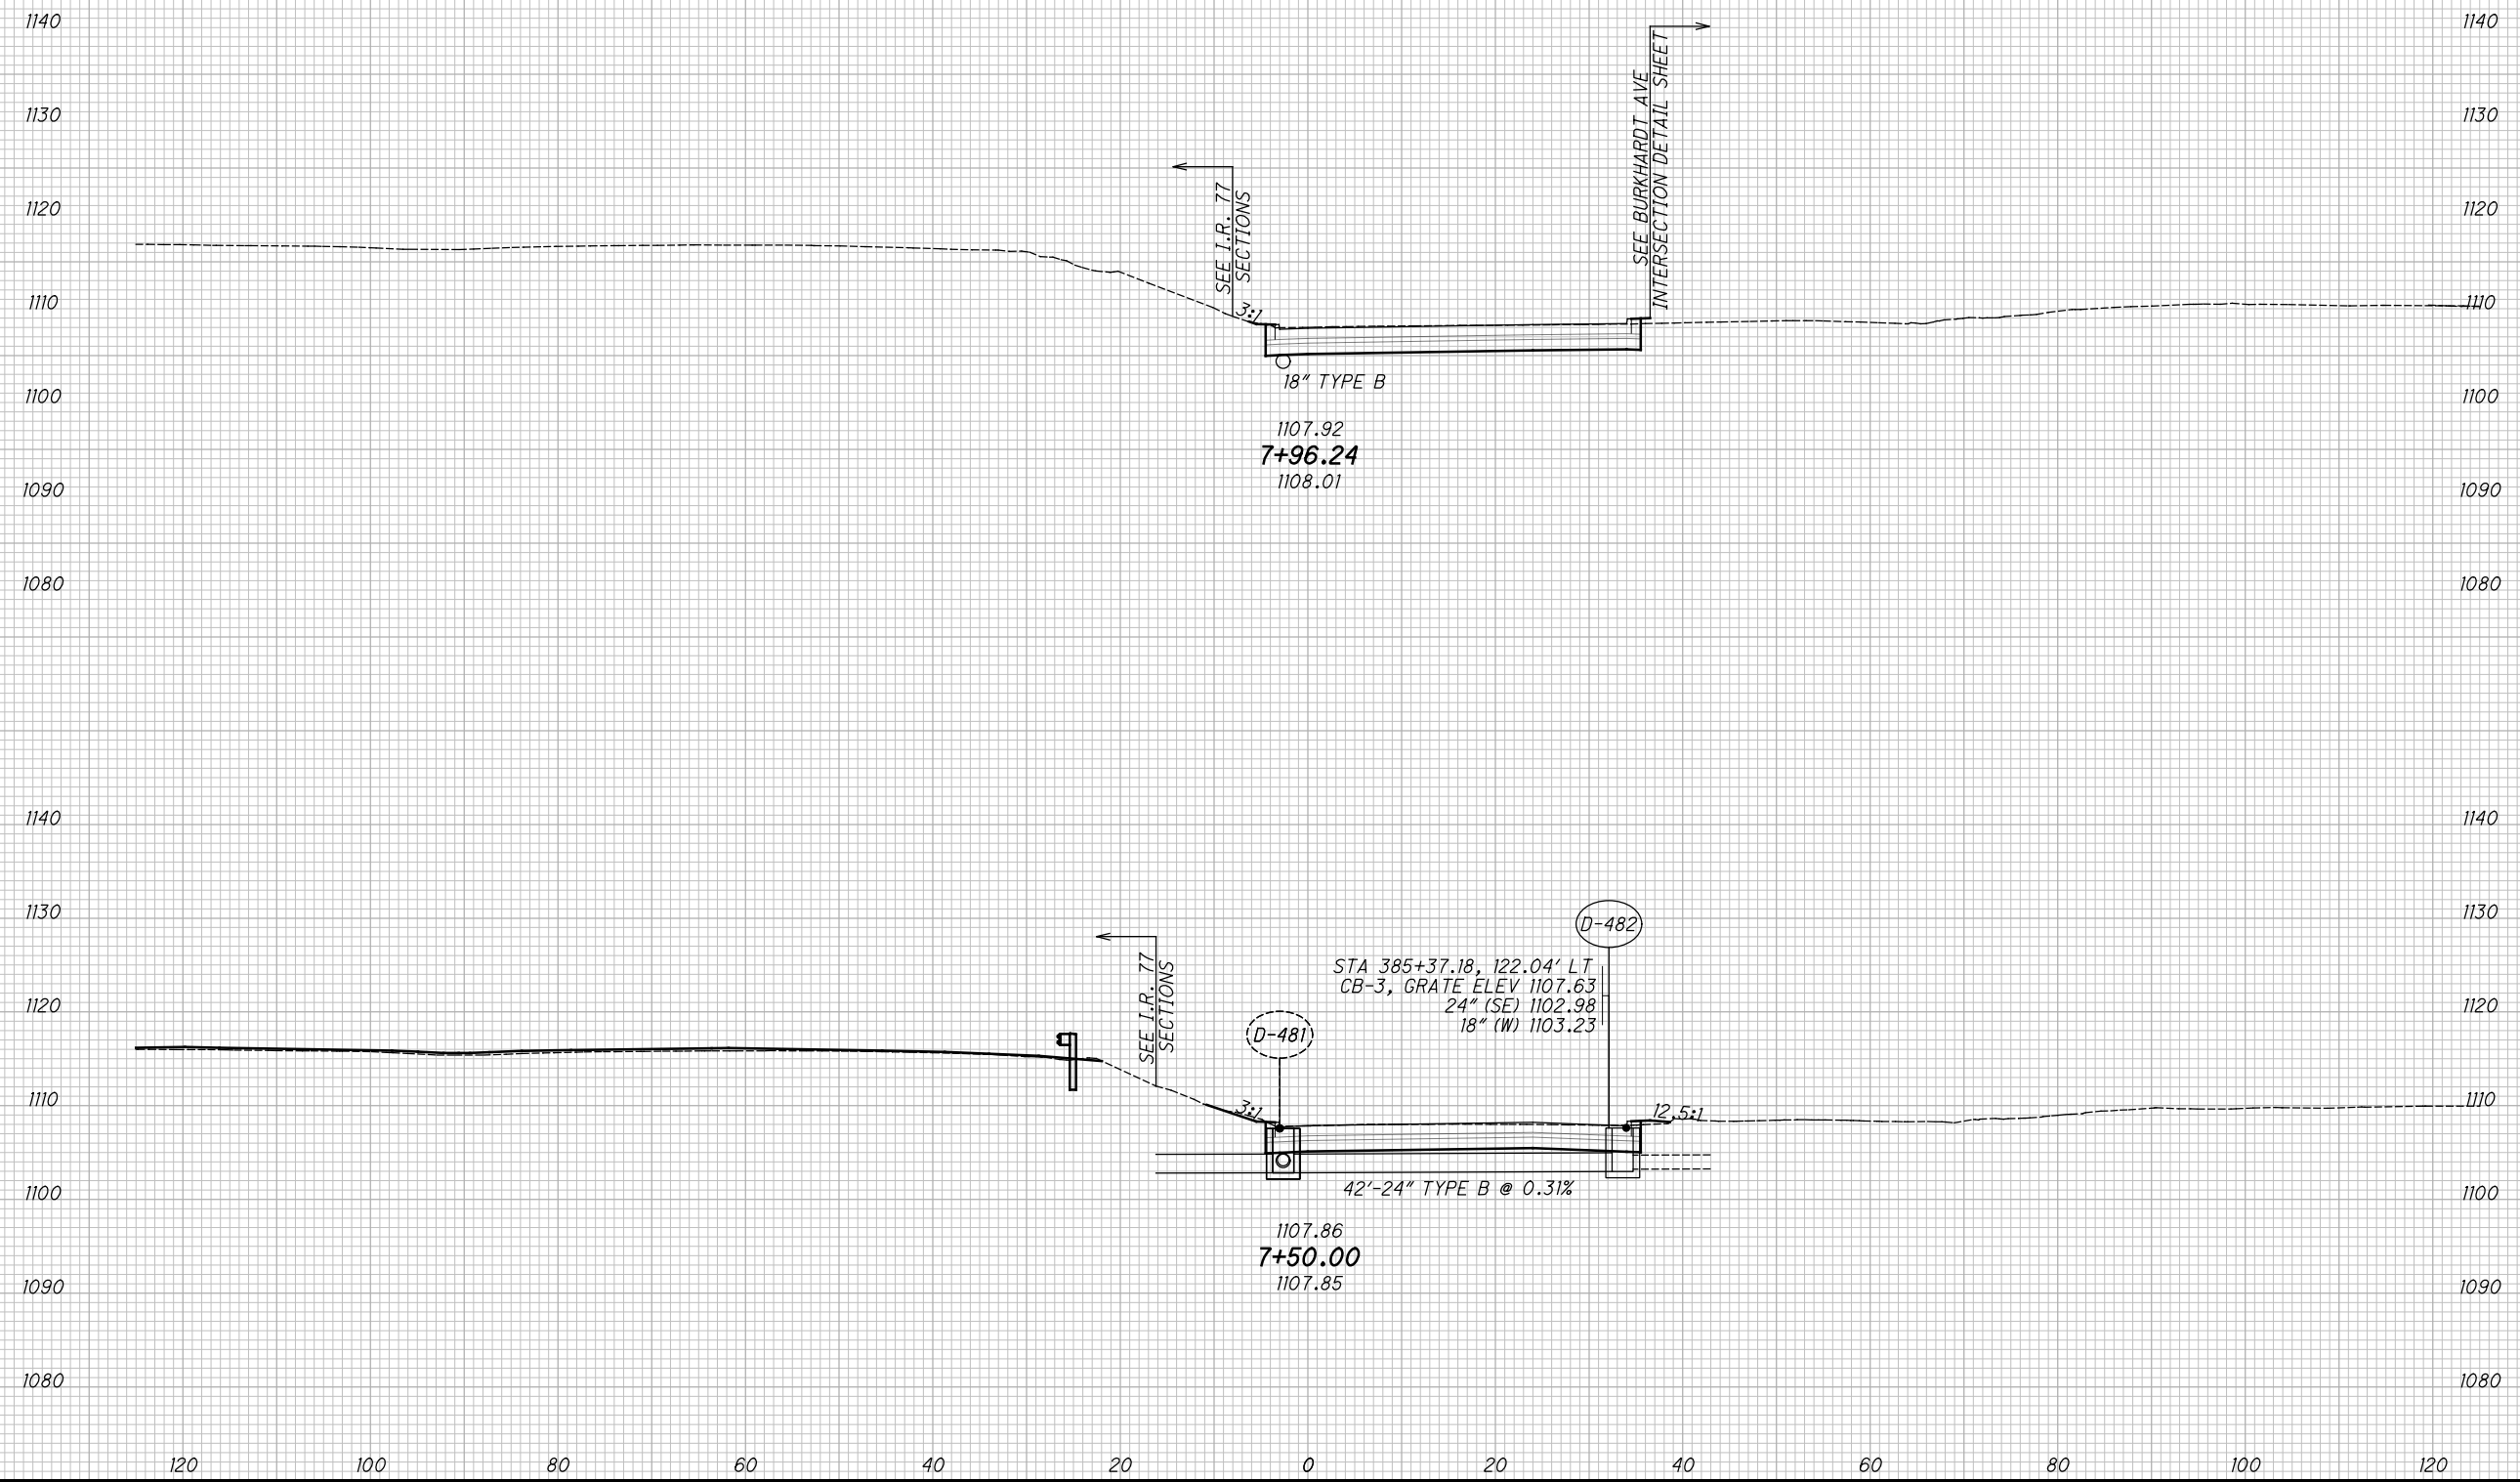 1140 1140
SEE BURKHARDT AVE
INTERSECTION DETAIL SHEET
1130 1130
SEE I.R. 77
SECTIONS
1120 1120
1110 1110
3:1
18" TYPE B
1100 1100
1107.92
7+96.24
1108.01
1090 1090
1080 1080
1140 1140
1130 1130
D-482
SEE I.R. 77
SECTIONS
STA 385+37.18, 122.04' LT
CB-3, GRATE ELEV 1107.63
24" (SE) 1102.98
18" (W) 1103.23
1120 1120
D-481
1110 1110
3:1
12.5:1
1100 1100
42'-24" TYPE B @ 0.31%
1107.86
7+50.00
1107.85
1090 1090
1080 1080
120 100 80 60 40 20 0 20 40 60 80 100 120